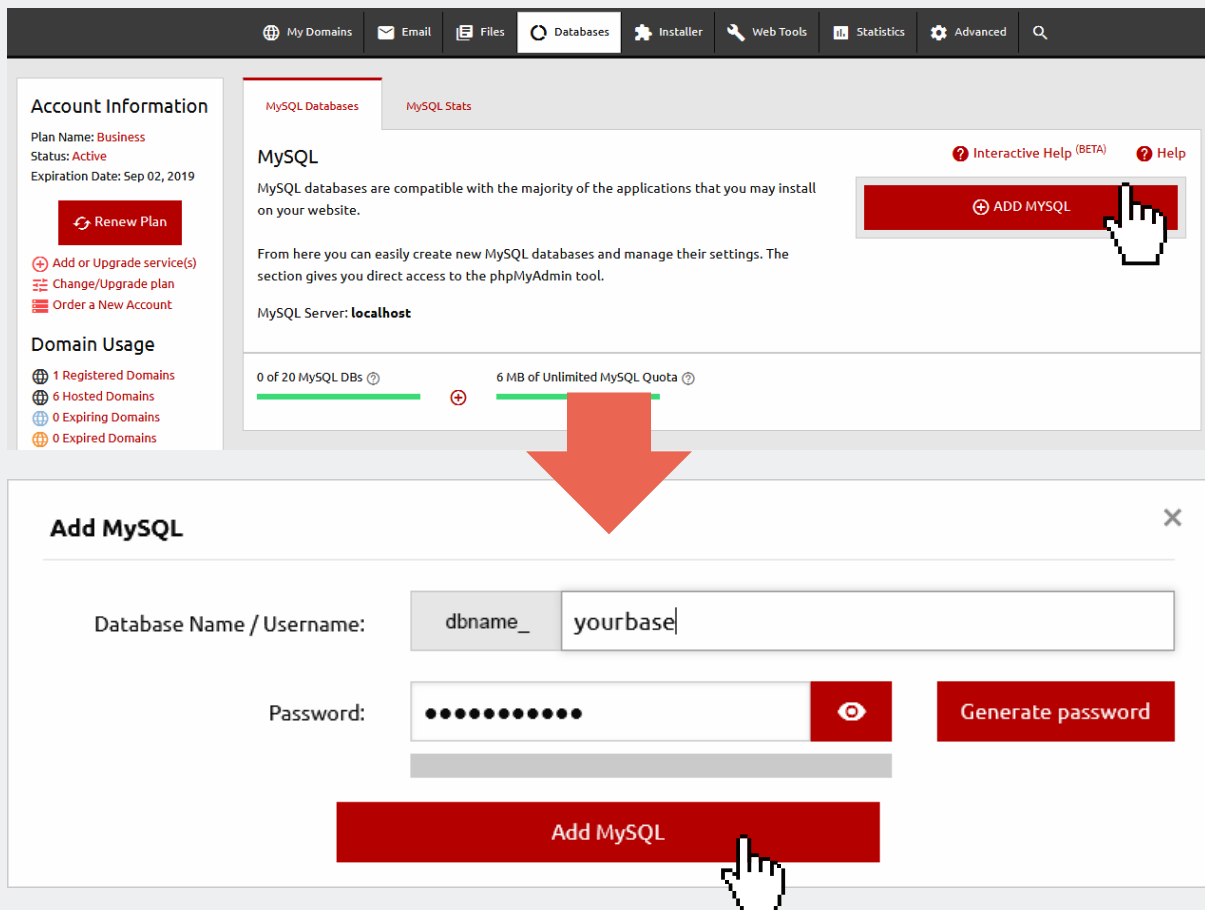 My Domains
Email
Files
Databases
Installer
Web Tools
Statistics
Advanced
Account Information
Plan Name: Business
Status: Active
Expiration Date: Sep 02, 2019
Renew Plan
Add or Upgrade service(s)
Change/Upgrade plan
Order a New Account
Domain Usage
1 Registered Domains
6 Hosted Domains
0 Expiring Domains
0 Expired Domains
MySQL Databases
MySQL Stats
MySQL
Interactive Help (BETA)
Help
MySQL databases are compatible with the majority of the applications that you may install
on your website.
ADD MYSQL
From here you can easily create new MySQL databases and manage their settings. The
section gives you direct access to the phpMyAdmin tool.
MySQL Server: localhost
0 of 20 MySQL DBs
6 MB of Unlimited MySQL Quota
Add MySQL
Database Name / Username:
dbname_
yourbase
Password:
Generate password
Add MySQL